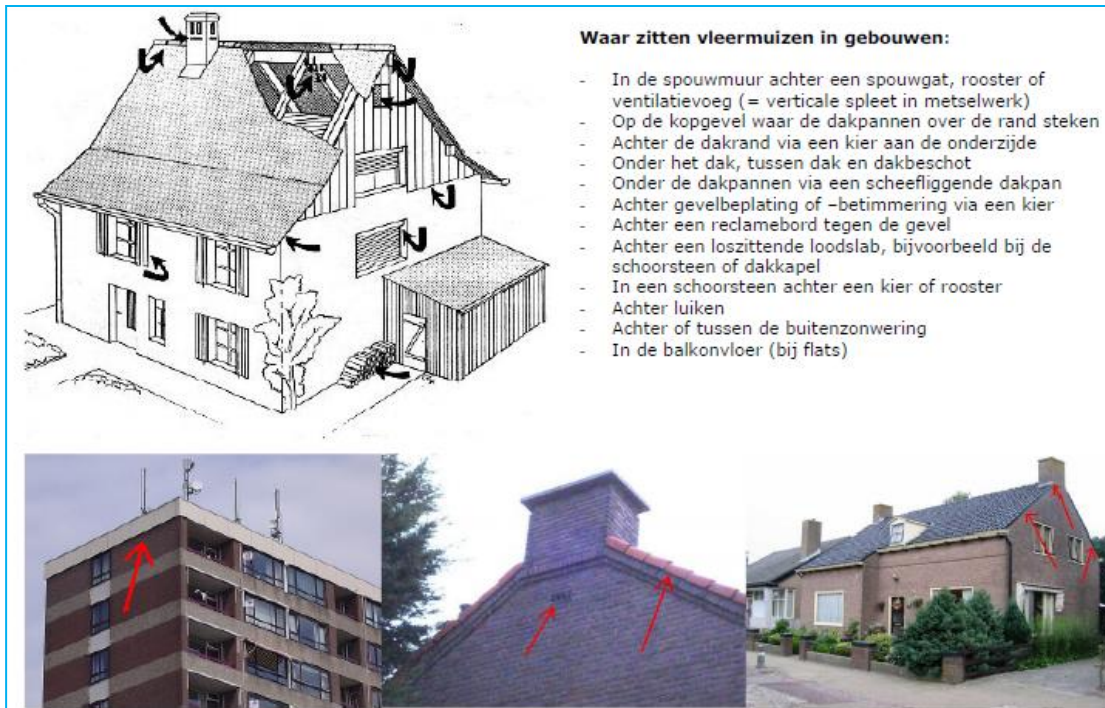 Waar zitten vleermuizen in gebouwen:
- In de spouwmuur achter een spouwgat, rooster of
ventilatievoeg (= verticale spleet in metselwerk)
- Op de kopgevel waar de dakpannen over de rand steken
- Achter de dakrand via een kier aan de onderzijde
- Onder het dak, tussen dak en dakbeschot
- Onder de dakpannen via een scheefliggende dakpan
- Achter gevelbeplating of –betimmering via een kier
- Achter een reclamebord tegen de gevel
- Achter een loszittende loodslab, bijvoorbeeld bij de
schoorsteen of dakkapel
- In een schoorsteen achter een kier of rooster
- Achter luiken
- Achter of tussen de buitenzonwering
- In de balkonvloer (bij flats)